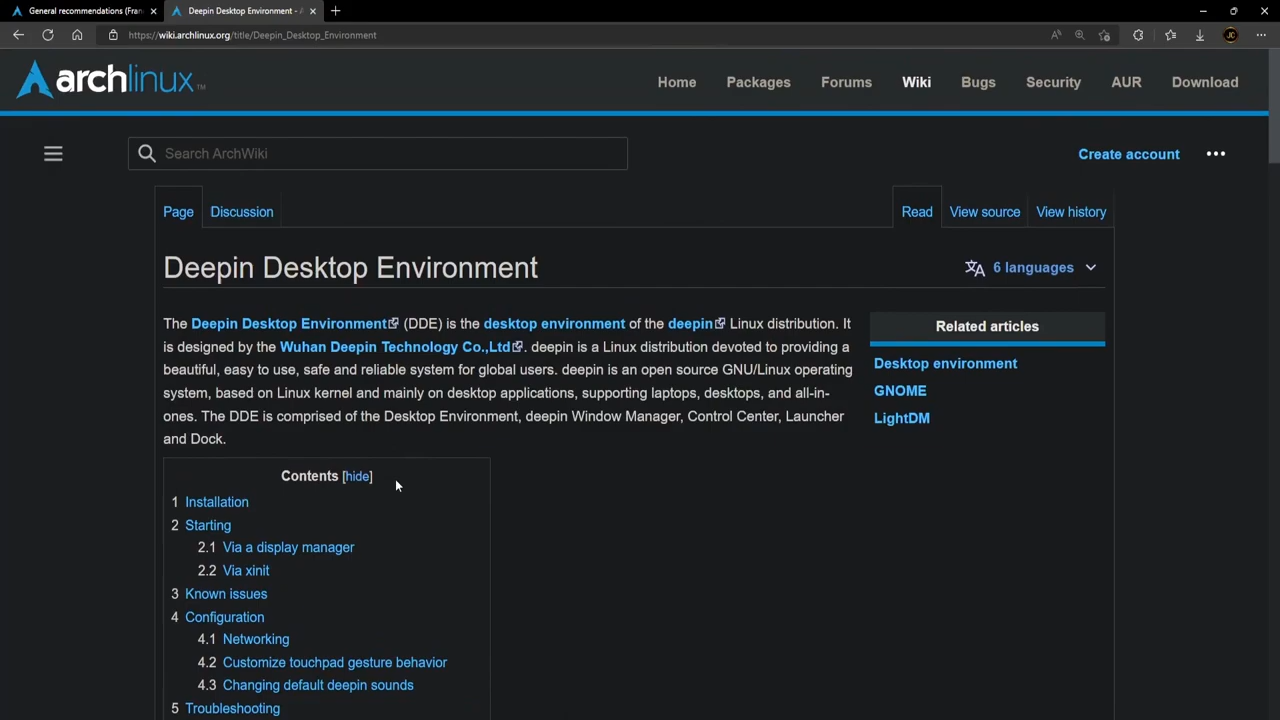 General recommendations (Fran
Deepin Desktop Environment - A
https://wiki.archlinux.org/title/Deepin_Desktop_Environment
JC
archlinux™
Home Packages Forums Wiki Bugs Security AUR Download
Search ArchWiki
Create account
Page Discussion Read View source View history
Deepin Desktop Environment
6 languages
The Deepin Desktop Environment (DDE) is the desktop environment of the deepin Linux distribution. It
is designed by the Wuhan Deepin Technology Co.,Ltd. deepin is a Linux distribution devoted to providing a
beautiful, easy to use, safe and reliable system for global users. deepin is an open source GNU/Linux operating
system, based on Linux kernel and mainly on desktop applications, supporting laptops, desktops, and all-in-
ones. The DDE is comprised of the Desktop Environment, deepin Window Manager, Control Center, Launcher
and Dock.
Related articles
Desktop environment
GNOME
LightDM
Contents [hide]
1 Installation
2 Starting
2.1 Via a display manager
2.2 Via xinit
3 Known issues
4 Configuration
4.1 Networking
4.2 Customize touchpad gesture behavior
4.3 Changing default deepin sounds
5 Troubleshooting